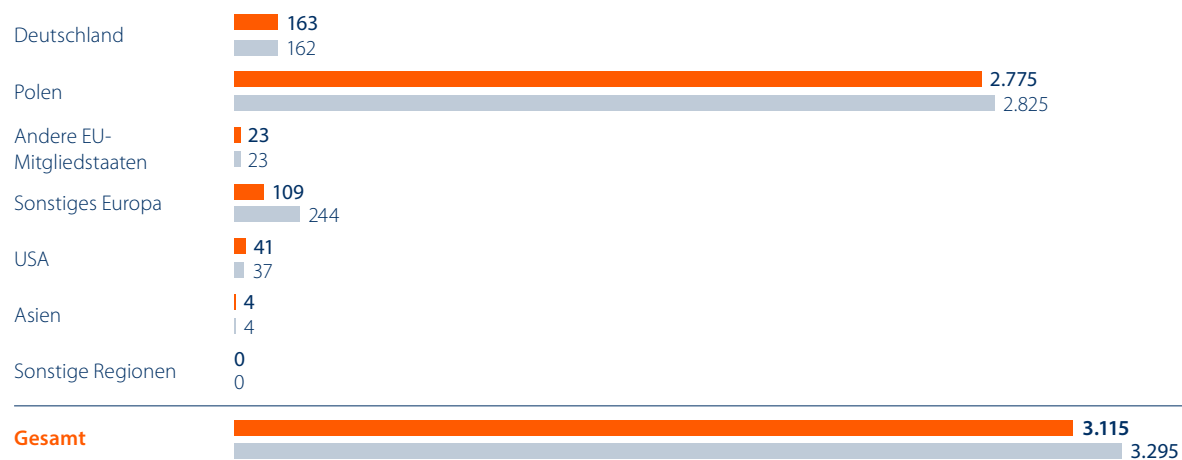 Deutschland
163
162
Polen
2.775
2.825
Andere EU-
Mitgliedstaaten
23
23
Sonstiges Europa
109
244
USA
41
37
Asien
4
4
Sonstige Regionen
0
0
Gesamt
3.115
3.295